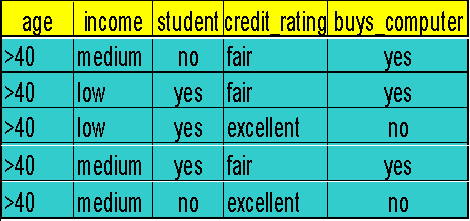 age income student credit_rating buys_computer
>40 medium no fair yes
>40 low yes fair yes
>40 low yes excellent no
>40 medium yes fair yes
>40 medium no excellent no